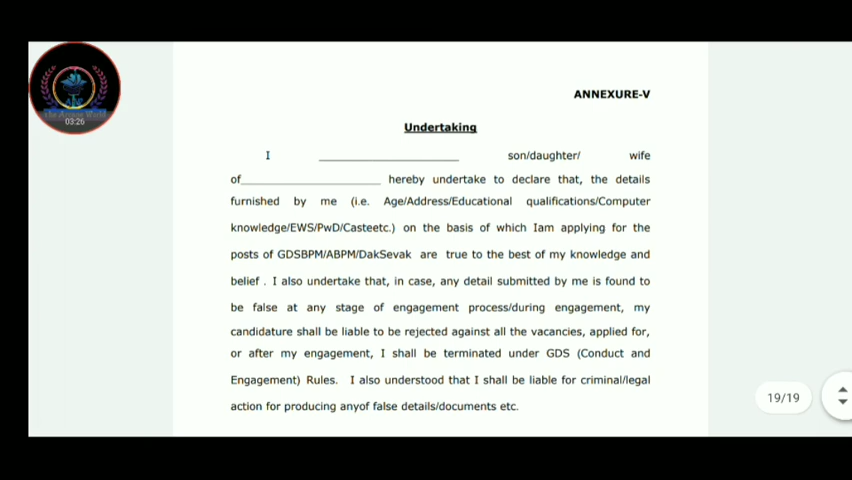 The Arcane World
03:26
ANNEXURE-V
Undertaking
I ______________________ son/daughter/ wife
of______________________ hereby undertake to declare that, the details
furnished by me (i.e. Age/Address/Educational qualifications/Computer
knowledge/EWS/PwD/Casteetc.) on the basis of which Iam applying for the
posts of GDSBPM/ABPM/DakSevak are true to the best of my knowledge and
belief . I also undertake that, in case, any detail submitted by me is found to
be false at any stage of engagement process/during engagement, my
candidature shall be liable to be rejected against all the vacancies, applied for,
or after my engagement, I shall be terminated under GDS (Conduct and
Engagement) Rules. I also understood that I shall be liable for criminal/legal
action for producing anyof false details/documents etc.
19/19